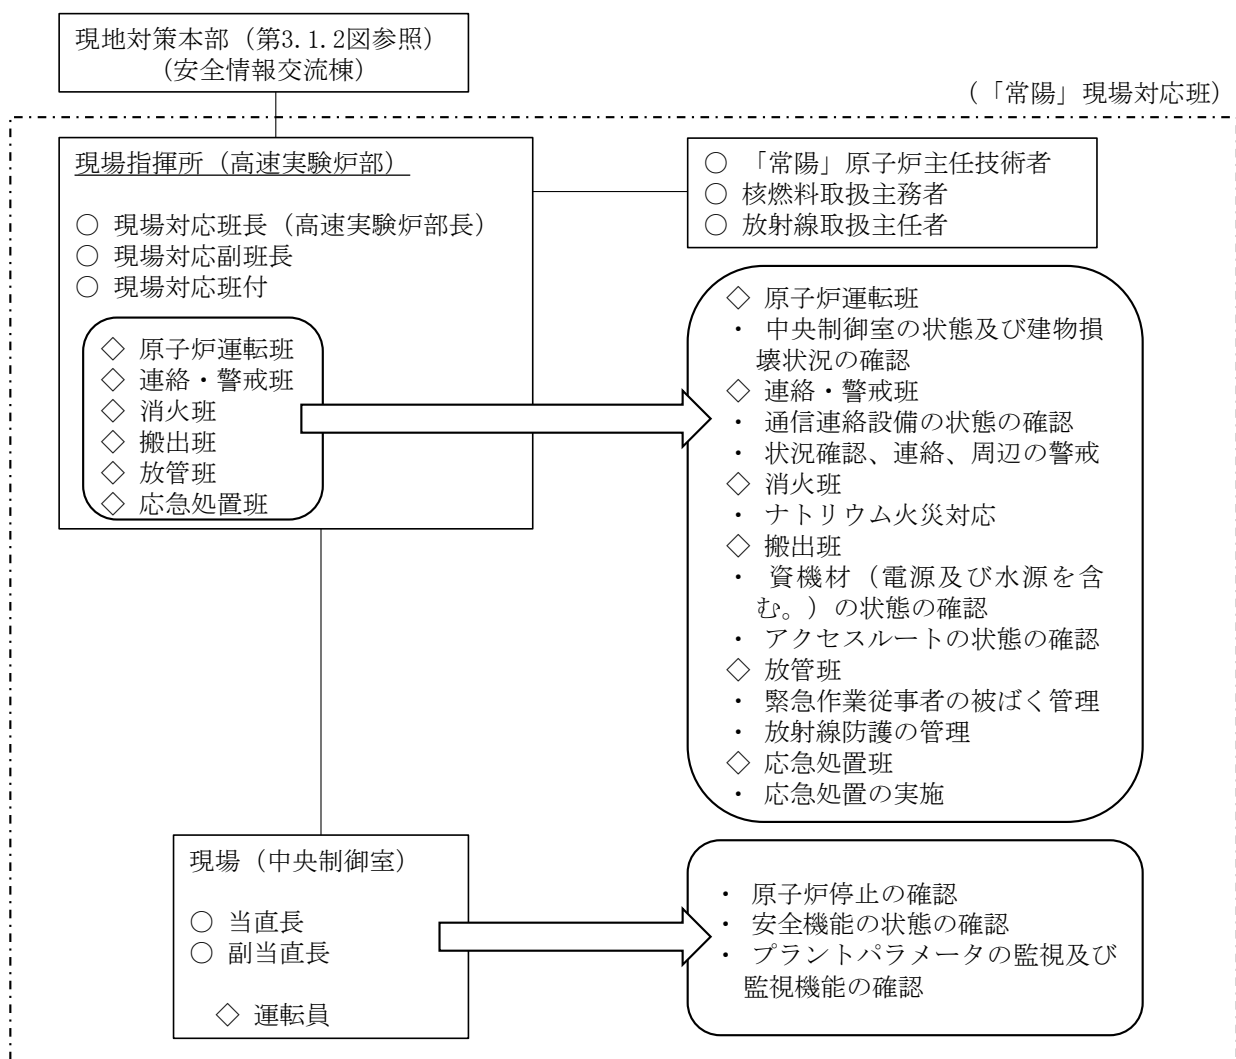 現地対策本部（第3.1.2図参照）
（安全情報交流棟）
（「常陽」現場対応班）
現場指揮所（高速実験炉部）
○ 現場対応班長（高速実験炉部長）
○ 現場対応副班長
○ 現場対応班付
◇ 原子炉運転班
◇ 連絡・警戒班
◇ 消火班
◇ 搬出班
◇ 放管班
◇ 応急処置班
○ 「常陽」原子炉主任技術者
○ 核燃料取扱主務者
○ 放射線取扱主任者
◇ 原子炉運転班
・ 中央制御室の状態及び建物損
壊状況の確認
◇ 連絡・警戒班
・ 通信連絡設備の状態の確認
・ 状況確認、連絡、周辺の警戒
◇ 消火班
・ ナトリウム火災対応
◇ 搬出班
・ 資機材（電源及び水源を含
む。）の状態の確認
・ アクセスルートの状態の確認
◇ 放管班
・ 緊急作業従事者の被ばく管理
・ 放射線防護の管理
◇ 応急処置班
・ 応急処置の実施
現場（中央制御室）
○ 当直長
○ 副当直長
◇ 運転員
・ 原子炉停止の確認
・ 安全機能の状態の確認
・ プラントパラメータの監視及び
監視機能の確認